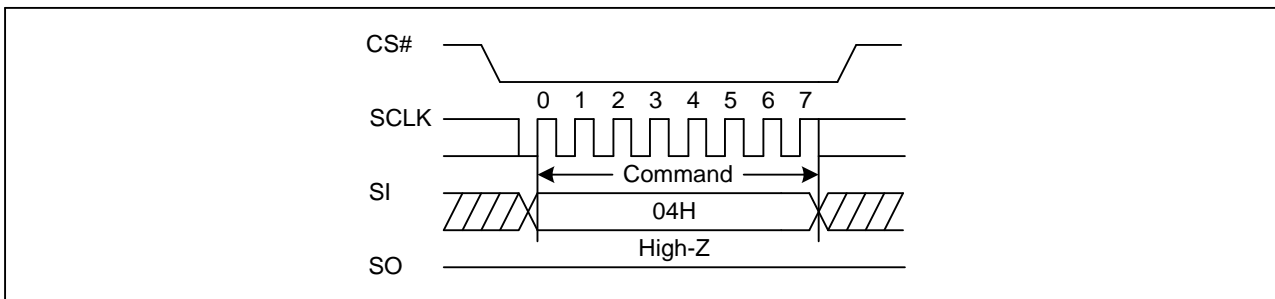 CS#
0 1 2 3 4 5 6 7
SCLK
Command
SI
04H
High-Z
SO